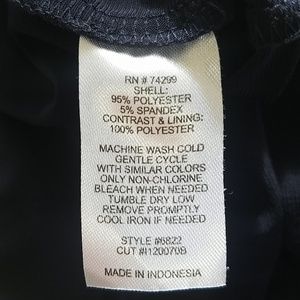 RN # 74299
SHELL:
95% POLYESTER
5% SPANDEX
CONTRAST & LINING:
100% POLYESTER
MACHINE WASH COLD
GENTLE CYCLE
WITH SIMILAR COLORS
ONLY NON-CHLORINE
BLEACH WHEN NEEDED
TUMBLE DRY LOW
REMOVE PROMPTLY
COOL IRON IF NEEDED
STYLE #6822
CUT #I120070B
MADE IN INDONESIA